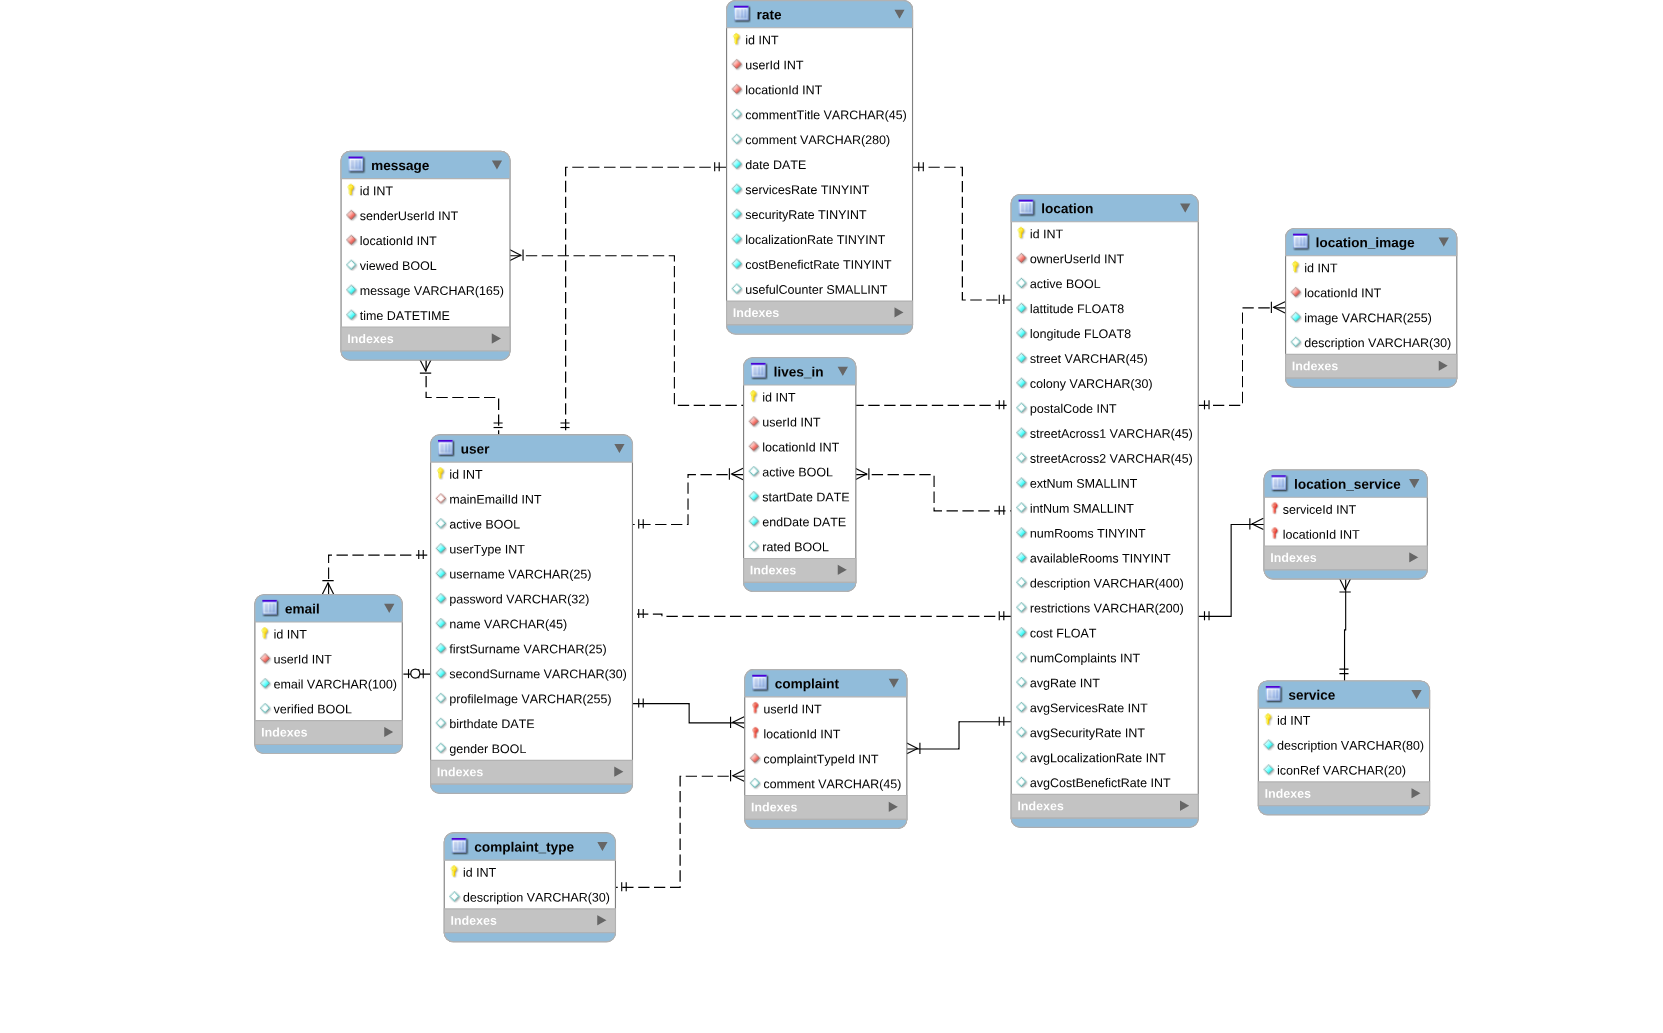 rate
id INT
userId INT
locationId INT
commentTitle VARCHAR(45)
comment VARCHAR(280)
date DATE
servicesRate TINYINT
securityRate TINYINT
localizationRate TINYINT
costBenefictRate TINYINT
usefulCounter SMALLINT
Indexes
message
id INT
senderUserId INT
locationId INT
viewed BOOL
message VARCHAR(165)
time DATETIME
Indexes
location
id INT
ownerUserId INT
active BOOL
lattitude FLOAT8
longitude FLOAT8
street VARCHAR(45)
colony VARCHAR(30)
postalCode INT
streetAcross1 VARCHAR(45)
streetAcross2 VARCHAR(45)
extNum SMALLINT
intNum SMALLINT
numRooms TINYINT
availableRooms TINYINT
description VARCHAR(400)
restrictions VARCHAR(200)
cost FLOAT
numComplaints INT
avgRate INT
avgServicesRate INT
avgSecurityRate INT
avgLocalizationRate INT
avgCostBenefictRate INT
Indexes
location_image
id INT
locationId INT
image VARCHAR(255)
description VARCHAR(30)
Indexes
lives_in
id INT
userId INT
locationId INT
active BOOL
startDate DATE
endDate DATE
rated BOOL
Indexes
user
id INT
mainEmailId INT
active BOOL
userType INT
username VARCHAR(25)
password VARCHAR(32)
name VARCHAR(45)
firstSurname VARCHAR(25)
secondSurname VARCHAR(30)
profileImage VARCHAR(255)
birthdate DATE
gender BOOL
Indexes
location_service
serviceId INT
locationId INT
Indexes
email
id INT
userId INT
email VARCHAR(100)
verified BOOL
Indexes
complaint
userId INT
locationId INT
complaintTypeId INT
comment VARCHAR(45)
Indexes
service
id INT
description VARCHAR(80)
iconRef VARCHAR(20)
Indexes
complaint_type
id INT
description VARCHAR(30)
Indexes